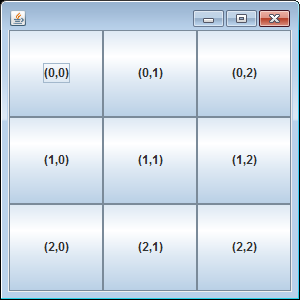 (0,0) (0,1) (0,2)
(1,0) (1,1) (1,2)
(2,0) (2,1) (2,2)